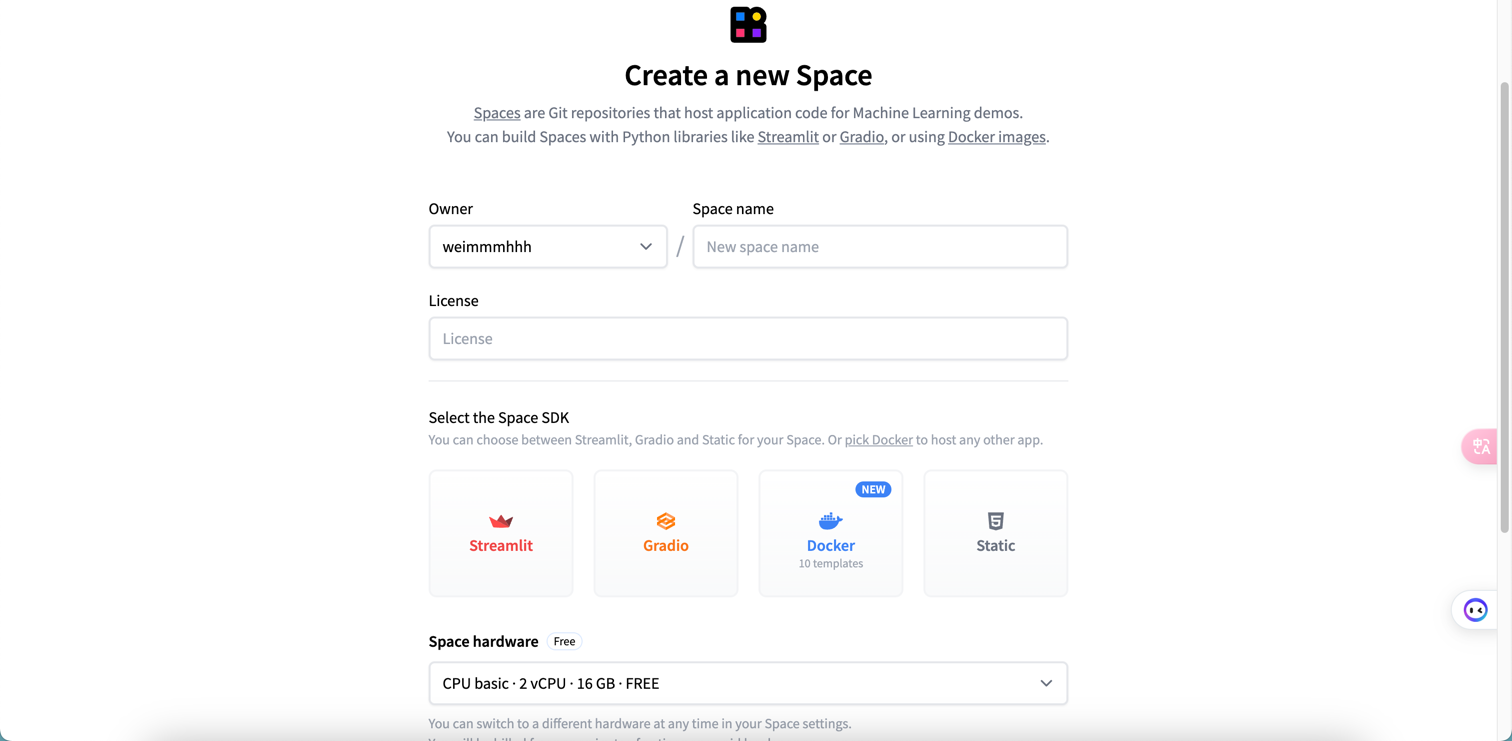 Create a new Space
Spaces are Git repositories that host application code for Machine Learning demos.
You can build Spaces with Python libraries like Streamlit or Gradio, or using Docker images.
Owner
Space name
weimmmhhh
/
New space name
License
License
Select the Space SDK
You can choose between Streamlit, Gradio and Static for your Space. Or pick Docker to host any other app.
Streamlit
Gradio
NEW
Docker
10 templates
Static
Space hardware Free
CPU basic · 2 vCPU · 16 GB · FREE
You can switch to a different hardware at any time in your Space settings.